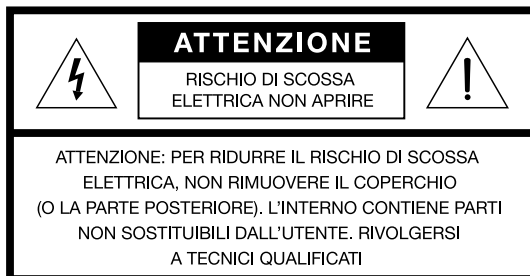 ATTENZIONE
RISCHIO DI SCOSSA
ELETTRICA NON APRIRE
ATTENZIONE: PER RIDURRE IL RISCHIO DI SCOSSA
ELETTRICA, NON RIMUOVERE IL COPERCHIO
(O LA PARTE POSTERIORE). L'INTERNO CONTIENE PARTI
NON SOSTITUIBILI DALL'UTENTE. RIVOLGERSI
A TECNICI QUALIFICATI